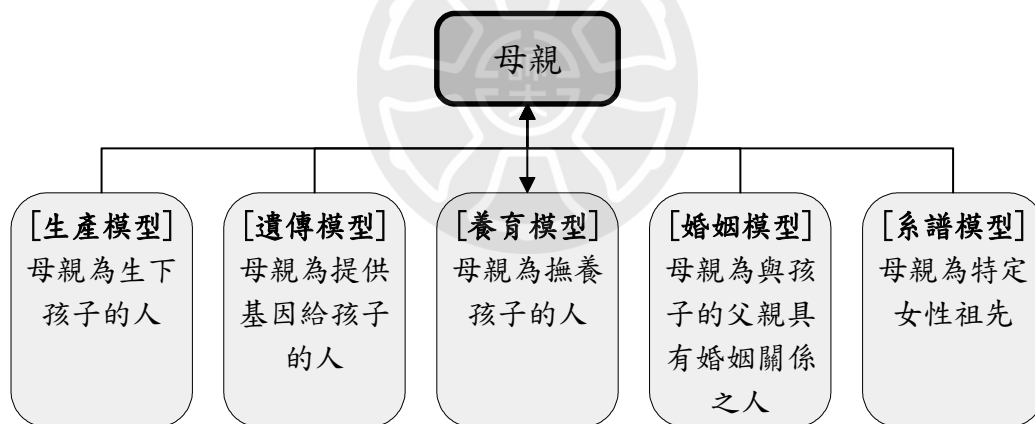 母親
[生產模型]
母親為生下
孩子的人
[遺傳模型]
母親為提供
基因給孩子
的人
[養育模型]
母親為撫養
孩子的人
[婚姻模型]
母親為與孩
子的父親具
有婚姻關係
之人
[系譜模型]
母親為特定
女性祖先